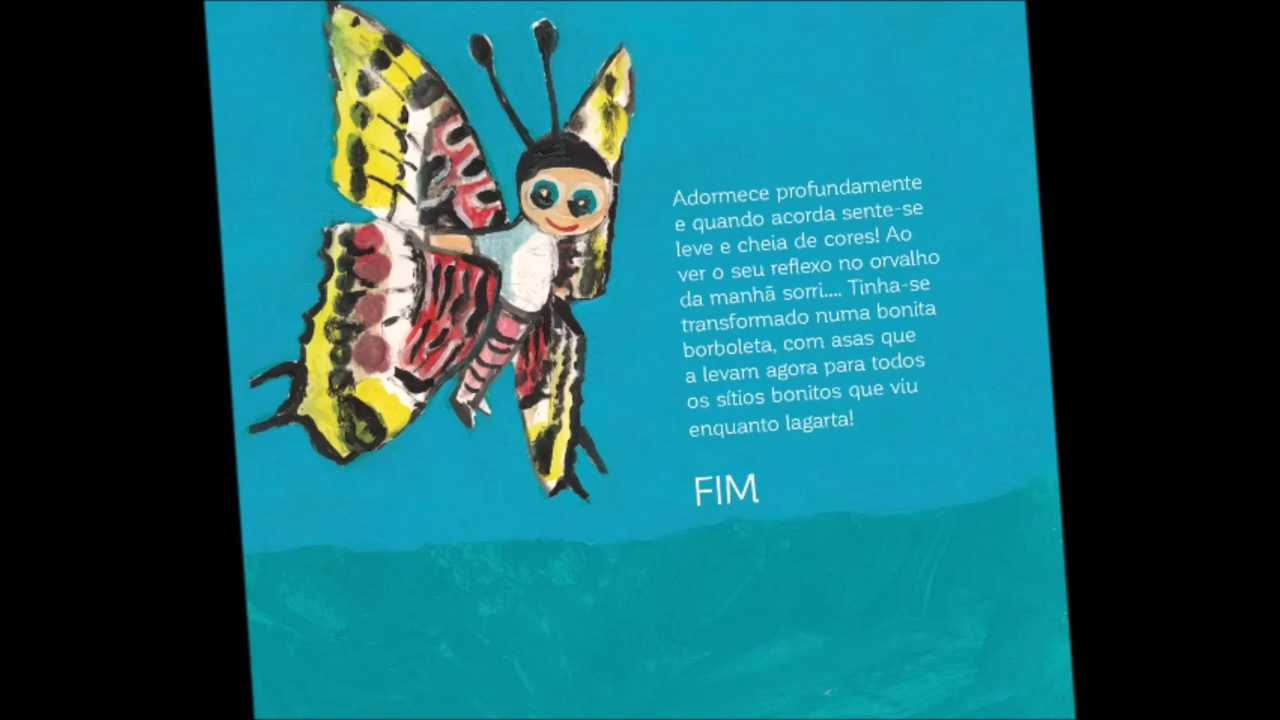 Adormece profundamente
e quando acorda sente-se
leve e cheia de cores! Ao
ver o seu reflexo no orvalho
da manhã sorri.... Tinha-se
transformado numa bonita
borboleta, com asas que
a levam agora para todos
os sítios bonitos que viu
enquanto lagarta!
FIM